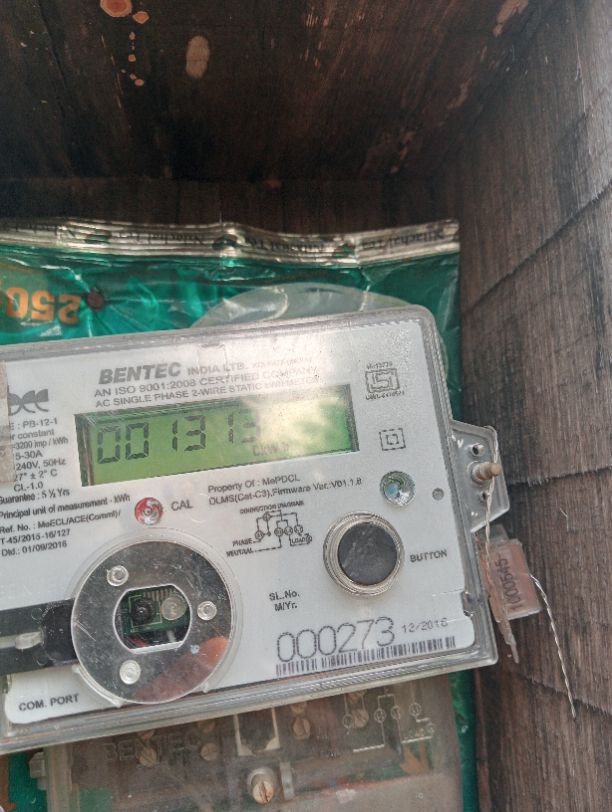 250
BENTEC INDIA LTD.
AN ISO 9001:2008 CERTIFIED COMPANY
AC SINGLE PHASE 2-WIRE STATIC
: PB-12-1
constant
=3200 imp / kWh
5-30A
240V, 50Hz
27° ± 2° C
CL-1.0
Guarantee : 5 ½ Yrs
Principal unit of measurement - kWh
Ref. No. : MeECL/ACE(Comml)/
T-45/2015-16/127
Dtd.: 01/09/2016
00131
CAL
Property Of : MePDCL
OLMS(Cat-C3),Firmware Ver.:V01.1.8
CONNECTION DIAGRAM
PHASE
NEUTRAL
LOAD
BUTTON
SL.No.
M/Yr.
000273 12/2016
COM. PORT
BENTEC